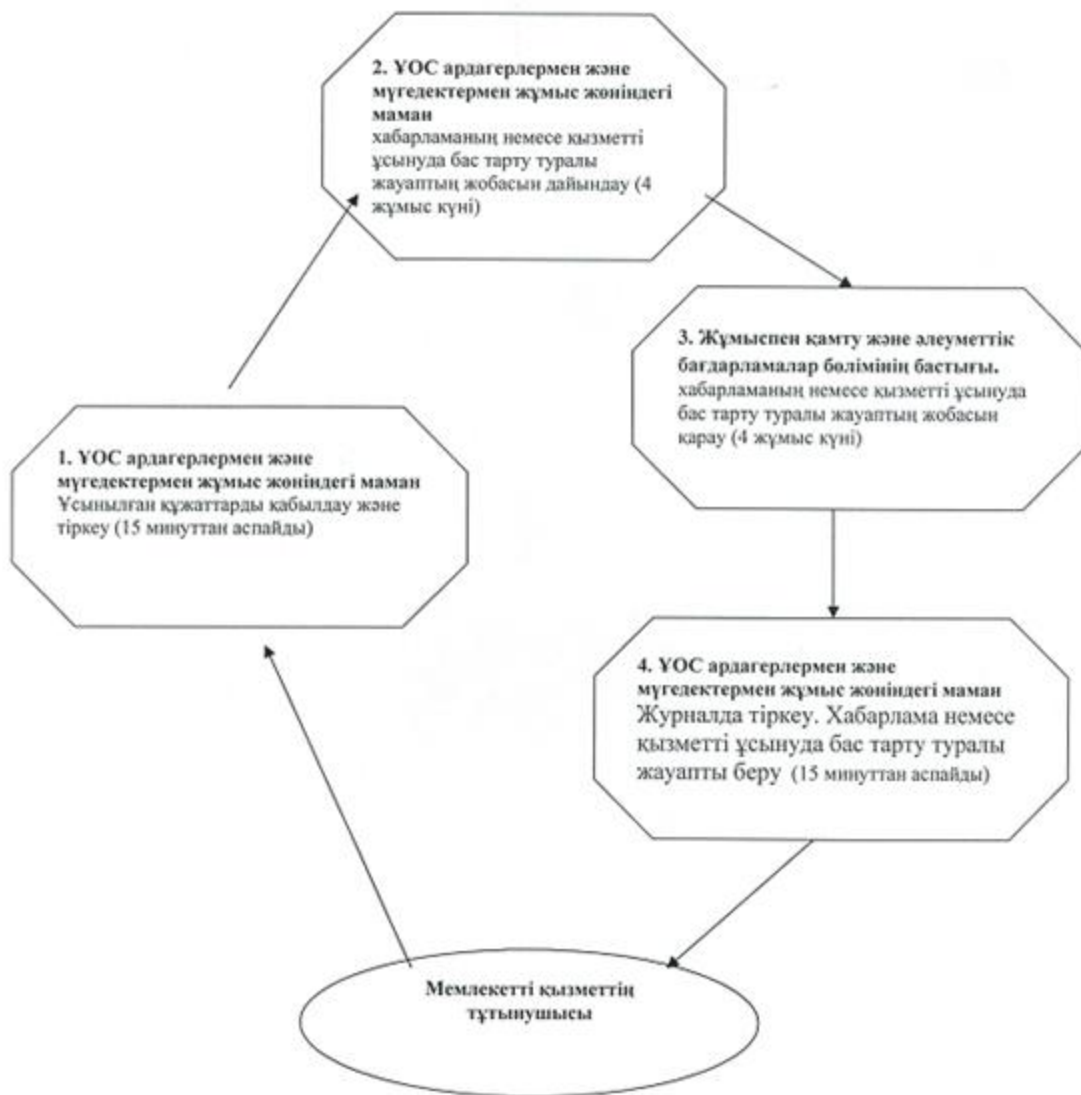 2. ҰОС ардагерлермен және
мүгедектермен жұмыс жөніндегі
маман
хабарламаның немесе қызметті
ұсынуда бас тарту туралы
жауаптың жобасын дайындау (4
жұмыс күні)
3. Жұмыспен қамту және әлеуметтік
бағдарламалар бөлімінің бастығы.
хабарламаның немесе қызметті ұсынуда
бас тарту туралы жауаптың жобасын
қарау (4 жұмыс күні)
1. ҰОС ардагерлермен және
мүгедектермен жұмыс жөніндегі маман
Ұсынылған құжаттарды қабылдау және
тіркеу (15 минуттан аспайды)
4. ҰОС ардагерлермен және
мүгедектермен жұмыс жөніндегі маман
Журналда тіркеу. Хабарлама немесе
қызметті ұсынуда бас тарту туралы
жауапты беру (15 минуттан аспайды)
Мемлекетті қызметтің
тұтынушысы